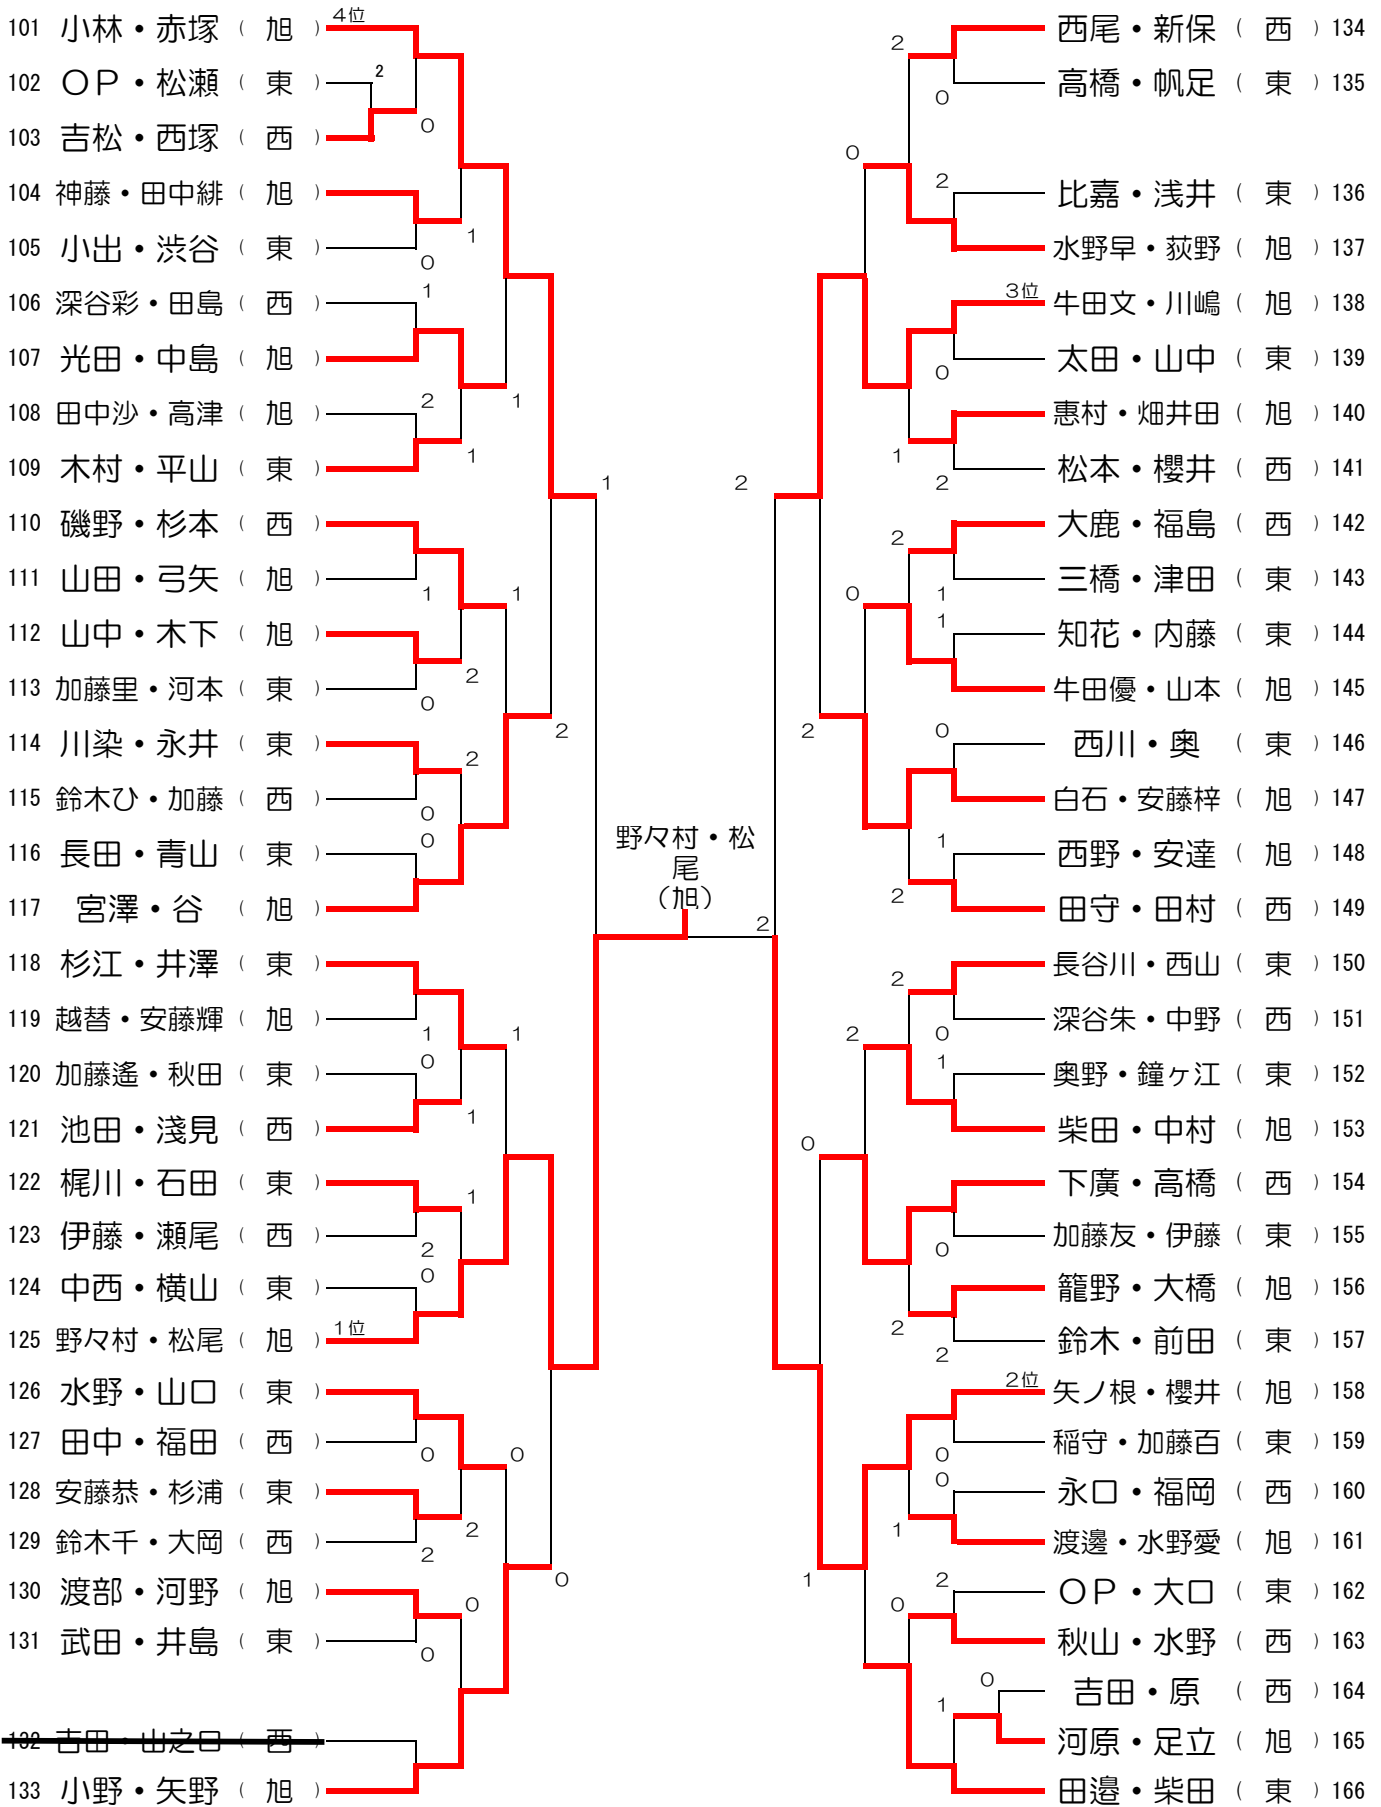 101 小林・赤塚 ( 旭 ) 4位
102 OP・松瀬 ( 東 ) 2
103 吉松・西塚 ( 西 ) 0
104 神藤・田中緋 ( 旭 )
1
105 小出・渋谷 ( 東 ) 0
106 深谷彩・田島 ( 西 ) 1
107 光田・中島 ( 旭 )
108 田中沙・高津 ( 旭 ) 2 1
109 木村・平山 ( 東 ) 1
1
110 磯野・杉本 ( 西 )
111 山田・弓矢 ( 旭 ) 1 1
112 山中・木下 ( 旭 )
2
113 加藤里・河本 ( 東 ) 0
2
114 川染・永井 ( 東 ) 2
115 鈴木ひ・加藤 ( 西 ) 0
116 長田・青山 ( 東 ) 0
117 宮澤・谷 ( 旭 )
118 杉江・井澤 ( 東 )
119 越替・安藤輝 ( 旭 ) 1 1
120 加藤遙・秋田 ( 東 ) 0
121 池田・淺見 ( 西 ) 1
122 梶川・石田 ( 東 ) 1
123 伊藤・瀬尾 ( 西 ) 2
124 中西・横山 ( 東 ) 0
125 野々村・松尾 ( 旭 ) 1位
126 水野・山口 ( 東 )
127 田中・福田 ( 西 ) 0 0
128 安藤恭・杉浦 ( 東 )
2
129 鈴木千・大岡 ( 西 ) 2
0
130 渡部・河野 ( 旭 ) 0
131 武田・井島 ( 東 ) 0
132 吉田・山之口 ( 西 )
133 小野・矢野 ( 旭 )
野々村・松
尾
(旭)
2
西尾・新保 ( 西 ) 134
2
高橋・帆足 ( 東 ) 135
0
0
2 比嘉・浅井 ( 東 ) 136
水野早・荻野 ( 旭 ) 137
3位 牛田文・川嶋 ( 旭 ) 138
太田・山中 ( 東 ) 139
0
惠村・畑井田 ( 旭 ) 140
1
松本・櫻井 ( 西 ) 141
2 2
大鹿・福島 ( 西 ) 142
2
三橋・津田 ( 東 ) 143
0 1
1 知花・内藤 ( 東 ) 144
牛田優・山本 ( 旭 ) 145
2 0 西川・奥 ( 東 ) 146
白石・安藤梓 ( 旭 ) 147
1 西野・安達 ( 旭 ) 148
2 田守・田村 ( 西 ) 149
長谷川・西山 ( 東 ) 150
2
深谷朱・中野 ( 西 ) 151
2 0
1 奥野・鐘ヶ江 ( 東 ) 152
柴田・中村 ( 旭 ) 153
0
下廣・高橋 ( 西 ) 154
加藤友・伊藤 ( 東 ) 155
0
籠野・大橋 ( 旭 ) 156
2
鈴木・前田 ( 東 ) 157
2
2位 矢ノ根・櫻井 ( 旭 ) 158
稲守・加藤百 ( 東 ) 159
0
0 永口・福岡 ( 西 ) 160
1 渡邊・水野愛 ( 旭 ) 161
1 2 OP・大口 ( 東 ) 162
0
秋山・水野 ( 西 ) 163
0 吉田・原 ( 西 ) 164
1
河原・足立 ( 旭 ) 165
田邉・柴田 ( 東 ) 166